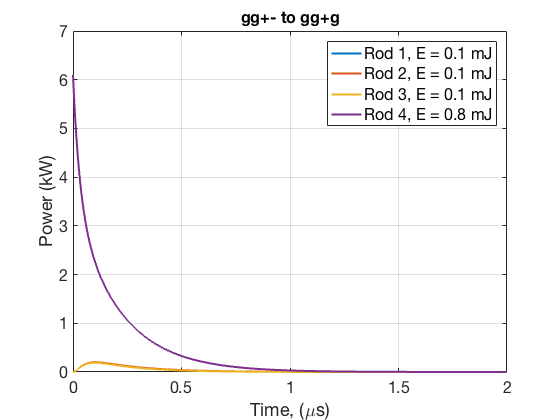 gg+- to gg+g
7
6
5
4
3
2
1
0
Power (kW)
Rod 1, E = 0.1 mJ
Rod 2, E = 0.1 mJ
Rod 3, E = 0.1 mJ
Rod 4, E = 0.8 mJ
0 0.5 1 1.5 2
Time, (μs)